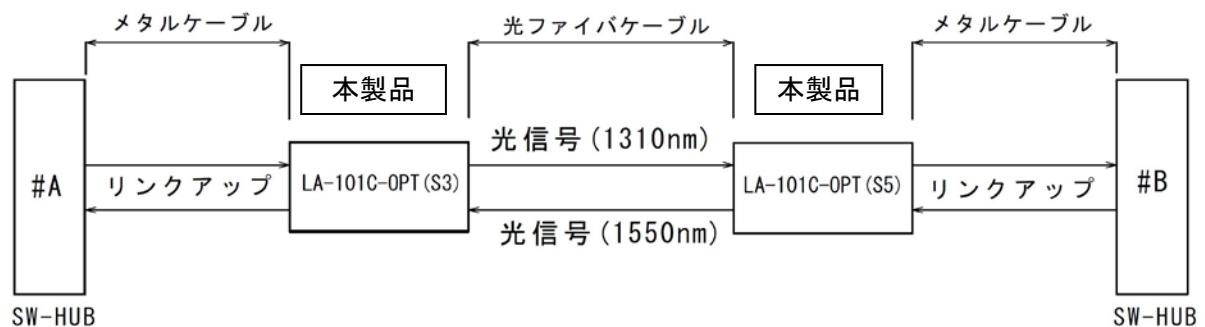 メタルケーブル
光ファイバケーブル
メタルケーブル
本製品
本製品
光信号(1310nm)
#A
リンクアップ
LA-101C-OPT(S3)
LA-101C-OPT(S5)
リンクアップ
#B
光信号(1550nm)
SW-HUB
SW-HUB